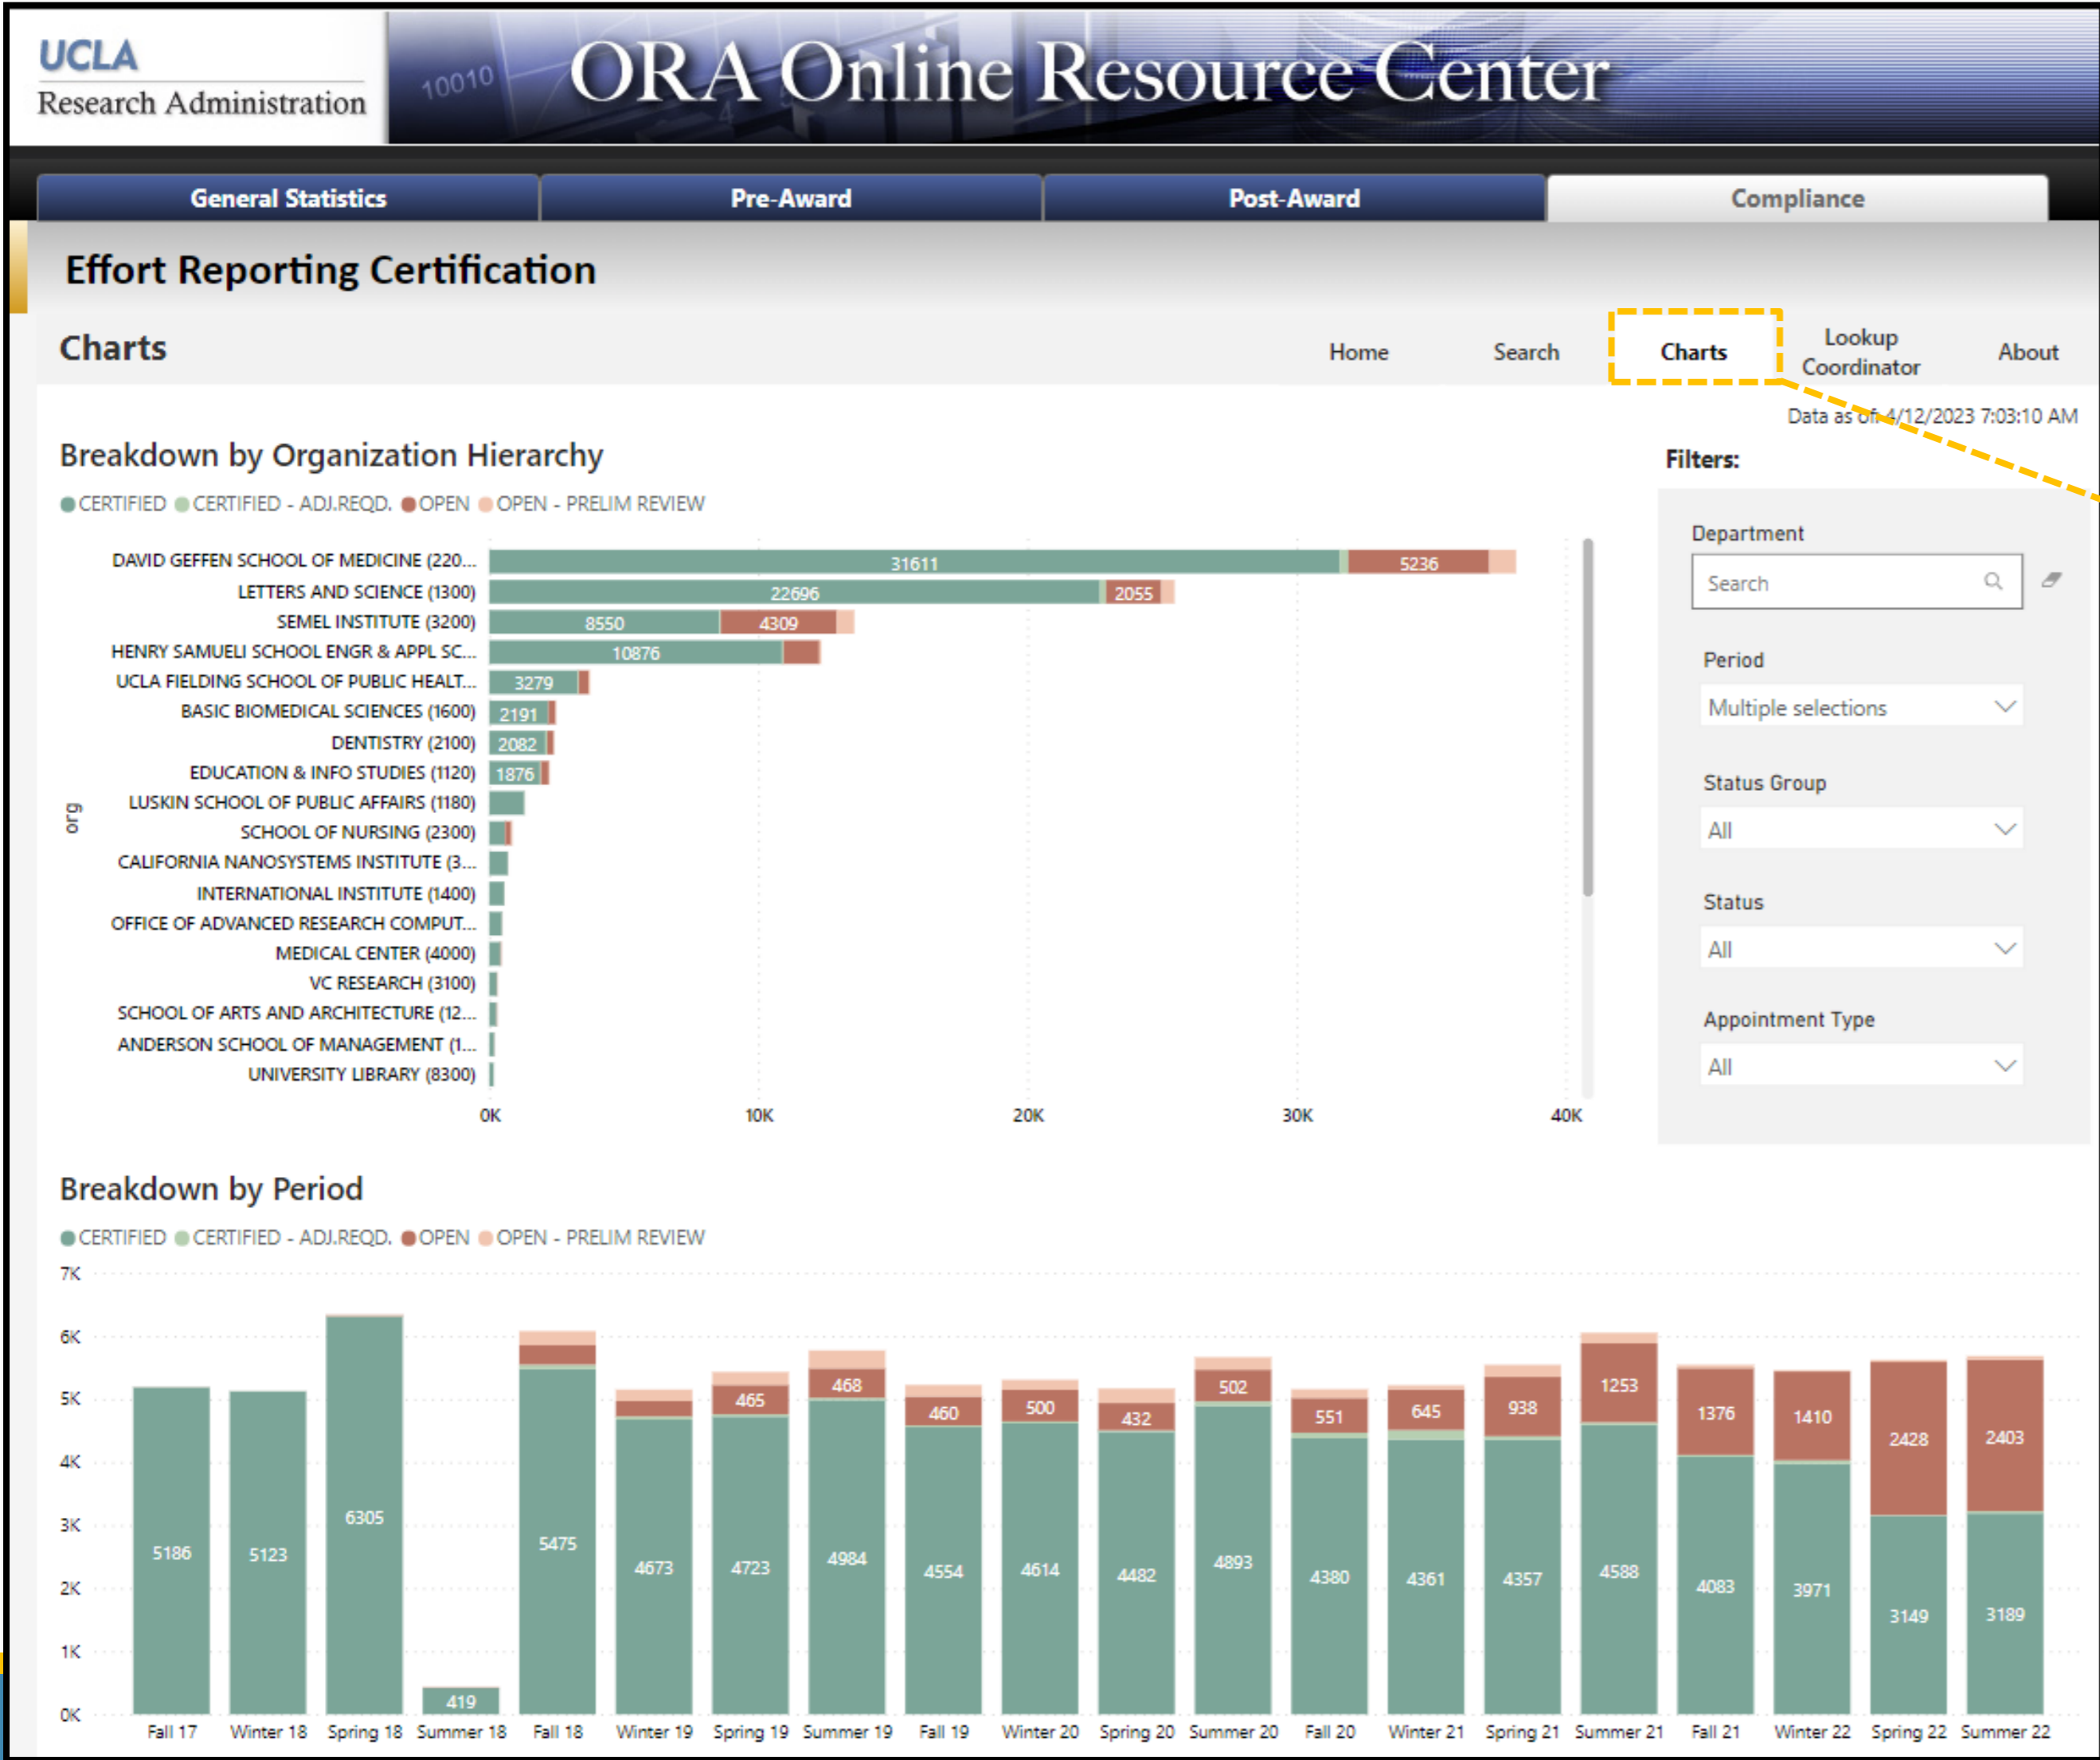 UCLA
Research Administration
10010
ORA Online Resource Center
General Statistics
Pre-Award
Post-Award
Compliance
Effort Reporting Certification
Charts
Home
Search
Charts
Lookup
Coordinator
About
Data as of: 4/12/2023 7:03:10 AM
Breakdown by Organization Hierarchy
CERTIFIED CERTIFIED - ADJ.REQD. OPEN OPEN - PRELIM REVIEW
org
DAVID GEFFEN SCHOOL OF MEDICINE (220... 31611 5236
LETTERS AND SCIENCE (1300) 22696 2055
SEMEL INSTITUTE (3200) 8550 4309
HENRY SAMUELI SCHOOL ENGR & APPL SC... 10876
UCLA FIELDING SCHOOL OF PUBLIC HEALT... 3279
BASIC BIOMEDICAL SCIENCES (1600) 2191
DENTISTRY (2100) 2082
EDUCATION & INFO STUDIES (1120) 1876
LUSKIN SCHOOL OF PUBLIC AFFAIRS (1180)
SCHOOL OF NURSING (2300)
CALIFORNIA NANOSYSTEMS INSTITUTE (3...
INTERNATIONAL INSTITUTE (1400)
OFFICE OF ADVANCED RESEARCH COMPUT...
MEDICAL CENTER (4000)
VC RESEARCH (3100)
SCHOOL OF ARTS AND ARCHITECTURE (12...
ANDERSON SCHOOL OF MANAGEMENT (1...
UNIVERSITY LIBRARY (8300)
0K 10K 20K 30K 40K
Filters:
Department
Search
Period
Multiple selections
Status Group
All
Status
All
Appointment Type
All
Breakdown by Period
CERTIFIED CERTIFIED - ADJ.REQD. OPEN OPEN - PRELIM REVIEW
7K
6K
5K
4K
3K
2K
1K
0K
465 468 460 500 432 502 551 645 938 1253 1376 1410 2428 2403
5186 5123 6305 419 5475 4673 4723 4984 4554 4614 4482 4893 4380 4361 4357 4588 4083 3971 3149 3189
Fall 17 Winter 18 Spring 18 Summer 18 Fall 18 Winter 19 Spring 19 Summer 19 Fall 19 Winter 20 Spring 20 Summer 20 Fall 20 Winter 21 Spring 21 Summer 21 Fall 21 Winter 22 Spring 22 Summer 22